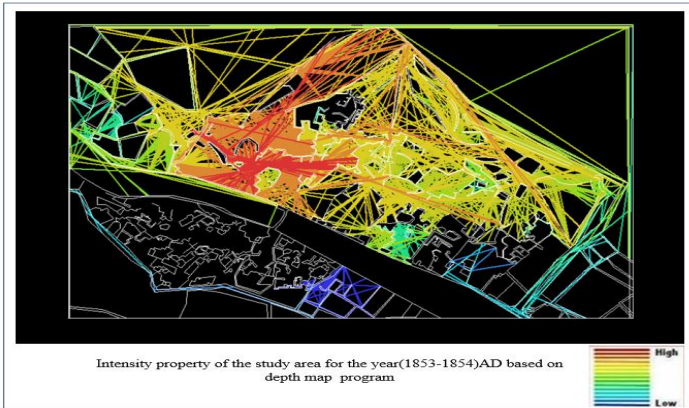 Intensity property of the study area for the year(1853-1854)AD based on
depth map program
High
Low